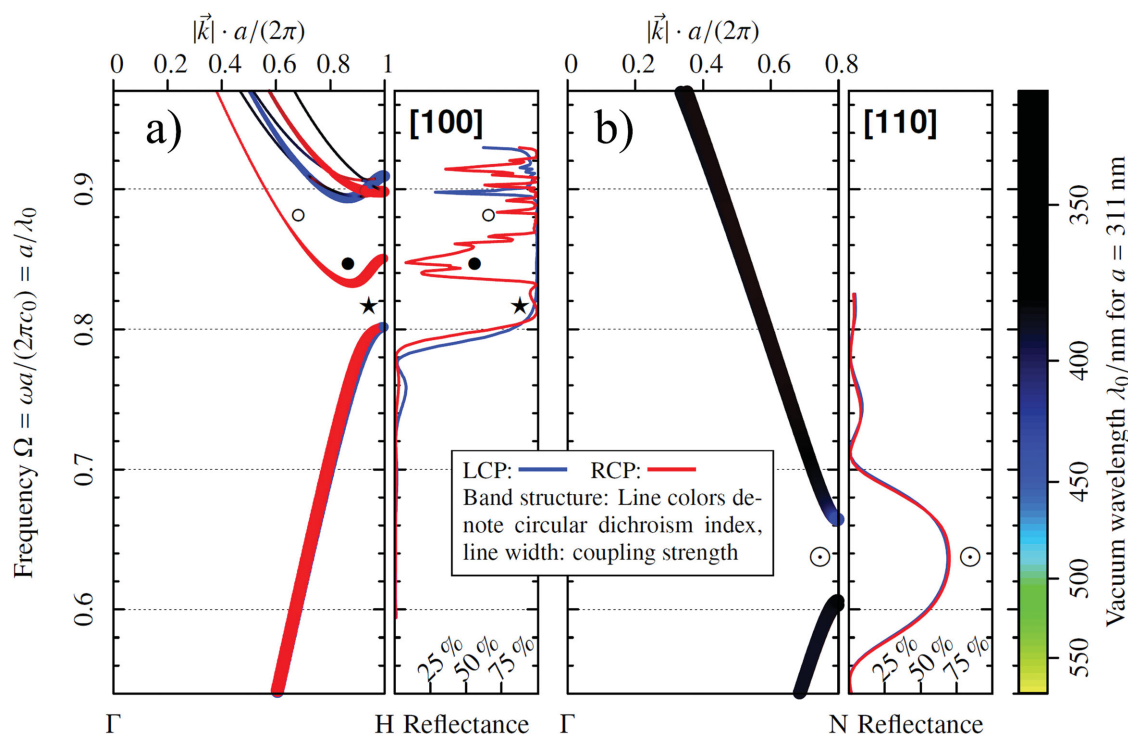 |k⃗| · a/(2π)
|k⃗| · a/(2π)
0 0.2 0.4 0.6 0.8 1
0 0.2 0.4 0.6 0.8
a)
[100]
b)
[110]
Frequency Ω = ωa/(2πc₀) = a/λ₀
0.9
0.8
0.7
0.6
LCP: RCP:
Band structure: Line colors de-
note circular dichroism index,
line width: coupling strength
25 % 50 % 75 %
25 % 50 % 75 %
350
400
450
500
550
Vacuum wavelength λ₀/nm for a = 311 nm
Γ H Reflectance
Γ N Reflectance